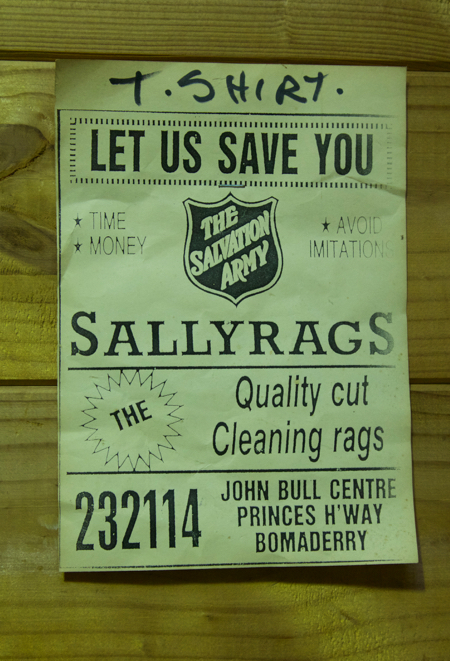 T. SHIRT.
LET US SAVE YOU
★ TIME
★ MONEY
THE
SALVATION
ARMY
★ AVOID
IMITATIONS
SALLYRAGS
THE
Quality cut
Cleaning rags
232114
JOHN BULL CENTRE
PRINCES H'WAY
BOMADERRY